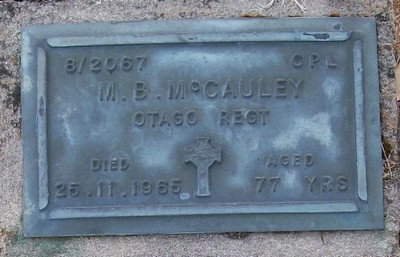 8/2067 CPL
M. B. McCAULEY
OTAGO REGT
DIED AGED
25.11.1965 77 YRS